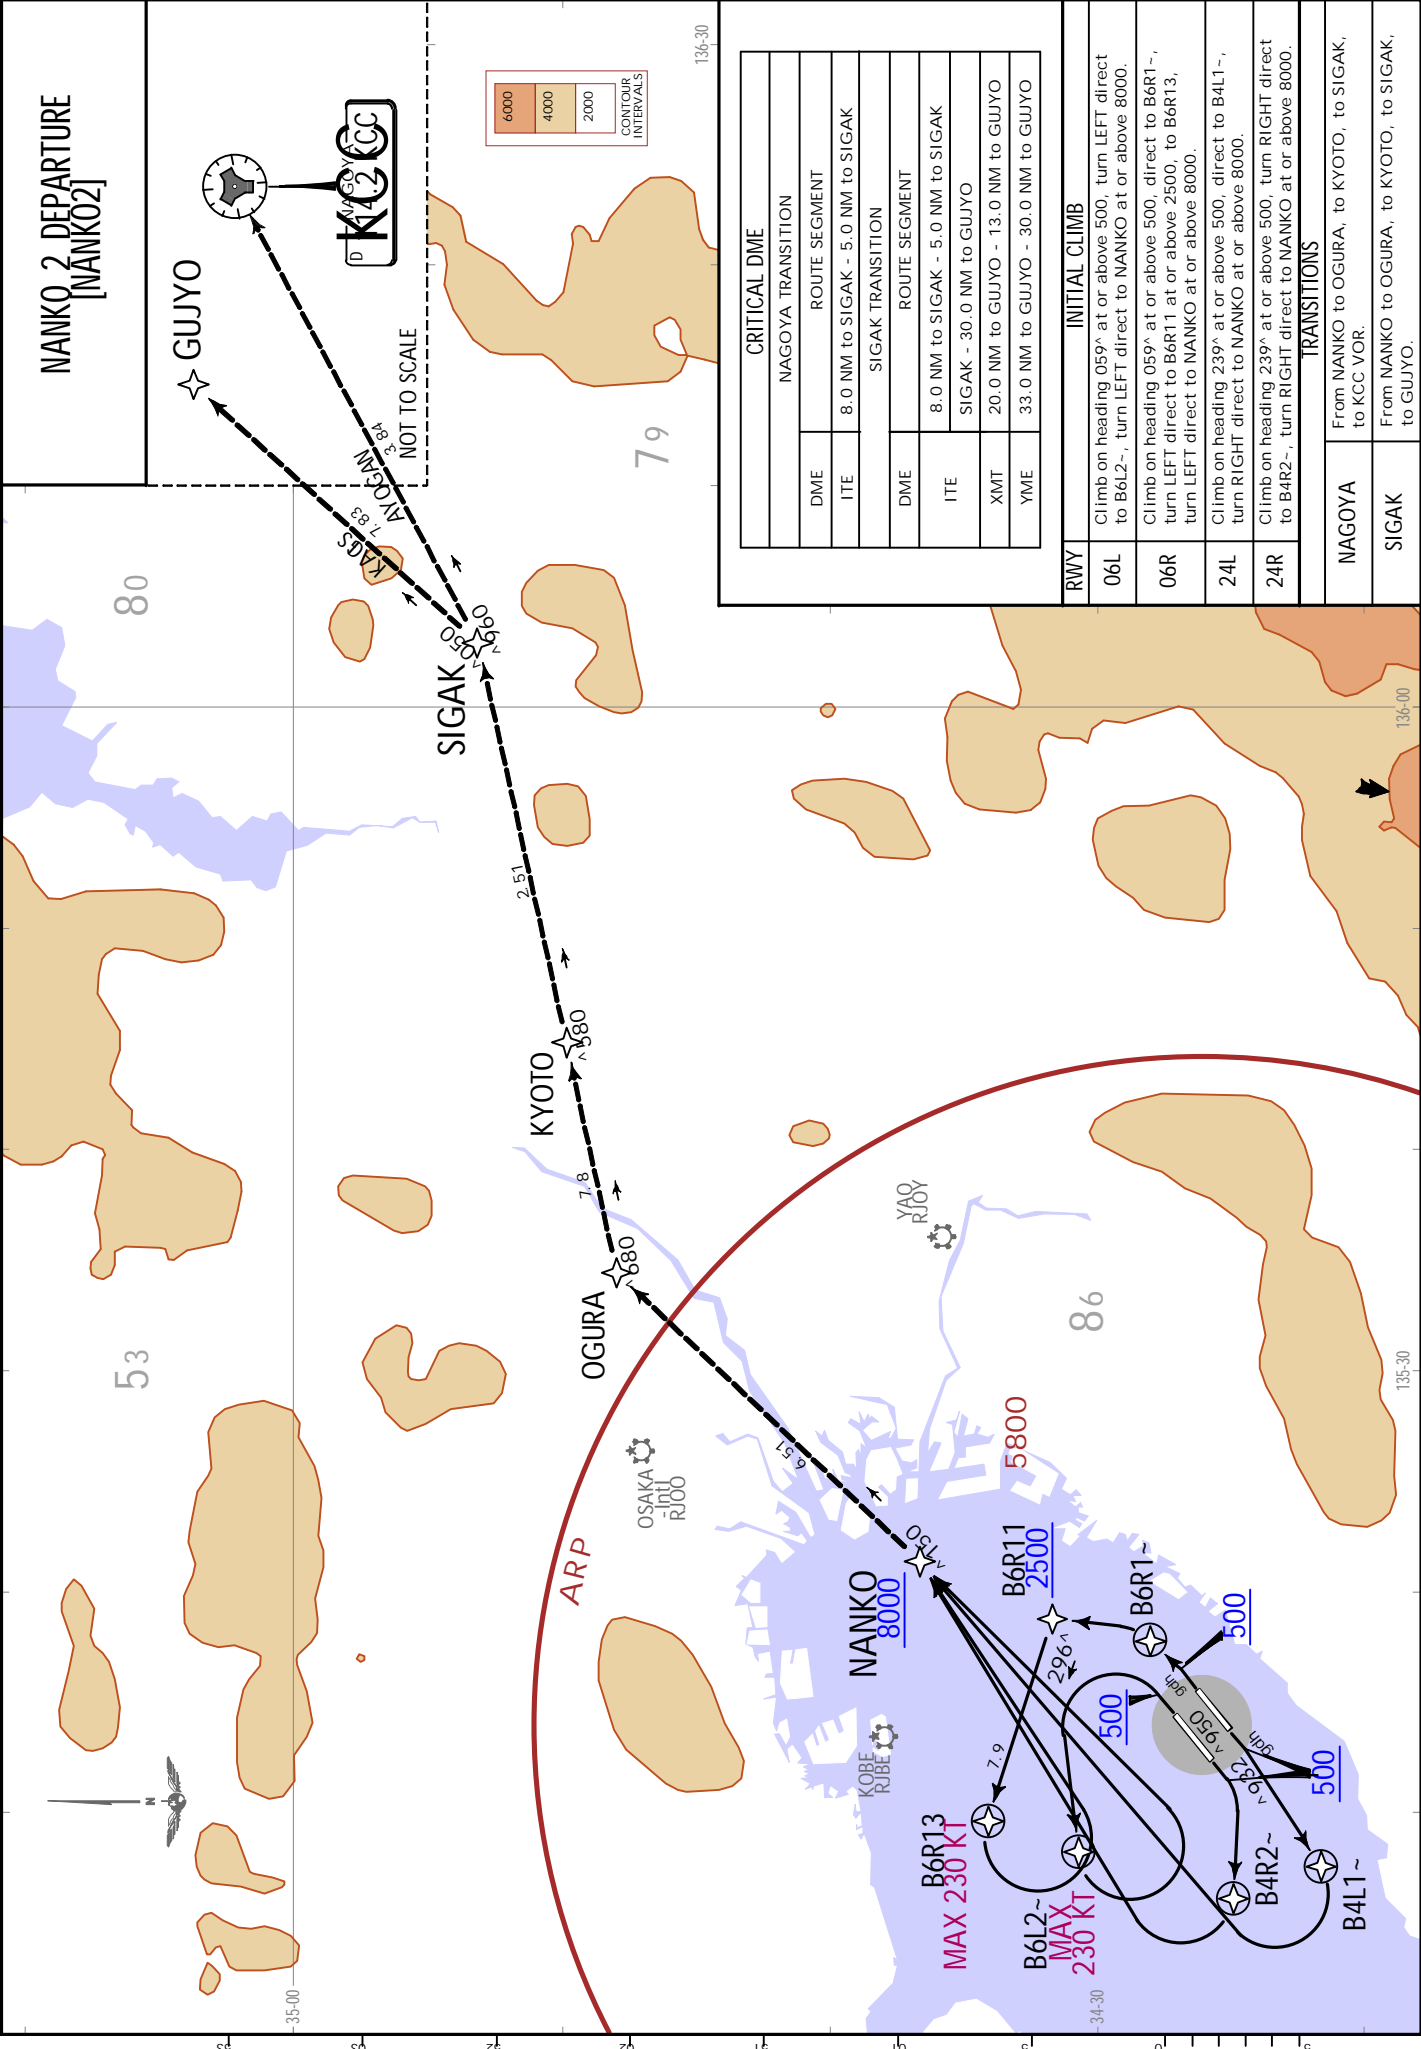 NANKO 2 DEPARTURE
[NANKO2]
GUJYO
NAGOYA
D
114.2 KCC
KCC
NOT TO SCALE
6000
4000
2000
CONTOUR
INTERVALS
136-30
CRITICAL DME
NAGOYA TRANSITION
DME ROUTE SEGMENT
ITE 8.0 NM to SIGAK - 5.0 NM to SIGAK
SIGAK TRANSITION
DME ROUTE SEGMENT
ITE 8.0 NM to SIGAK - 5.0 NM to SIGAK
SIGAK - 30.0 NM to GUJYO
XMT 20.0 NM to GUJYO - 13.0 NM to GUJYO
YME 33.0 NM to GUJYO - 30.0 NM to GUJYO
RWY INITIAL CLIMB
06L Climb on heading 059^ at or above 500, turn LEFT direct
to B6L2~, turn LEFT direct to NANKO at or above 8000.
06R Climb on heading 059^ at or above 500, direct to B6R1~,
turn LEFT direct to B6R11 at or above 2500, to B6R13,
turn LEFT direct to NANKO at or above 8000.
24L Climb on heading 239^ at or above 500, direct to B4L1~,
turn RIGHT direct to NANKO at or above 8000.
24R Climb on heading 239^ at or above 500, turn RIGHT direct
to B4R2~, turn RIGHT direct to NANKO at or above 8000.
TRANSITIONS
NAGOYA From NANKO to OGURA, to KYOTO, to SIGAK,
to KCC VOR.
SIGAK From NANKO to OGURA, to KYOTO, to SIGAK,
to GUJYO.
79
80
53
86
3.84
7.83
SIGAK
050^
060^
2.51
KYOTO
085^
7.8
OGURA
089^
136-00
135-30
35-00
34-30
YAO
RJOY
OSAKA
-Intl
RJOO
ARP
5800
NANKO
8000
B6R11
2500
B6R1~
500
296^
500
500
7.9
KOBE
RJBE
B6R13
MAX 230 KT
B6L2~
MAX
230 KT
B4R2~
B4L1~
N